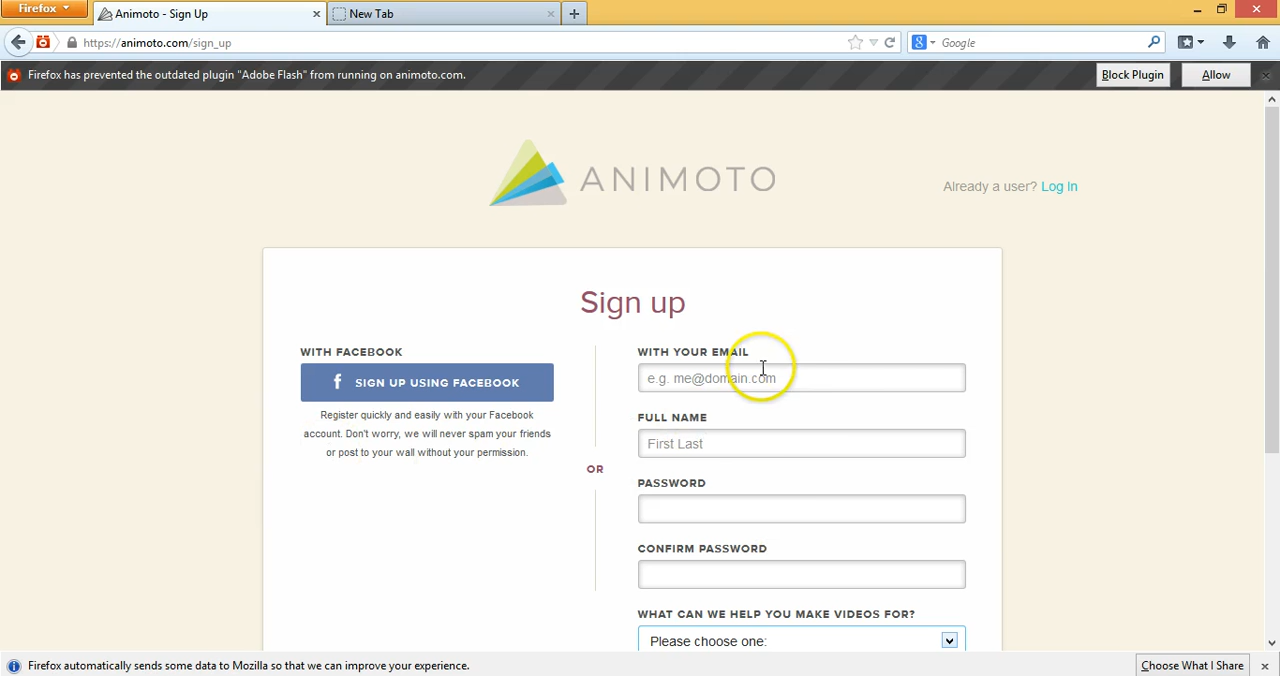 Firefox
Animoto - Sign Up
New Tab
https://animoto.com/sign_up
Google
Firefox has prevented the outdated plugin "Adobe Flash" from running on animoto.com.
Block Plugin
Allow
ANIMOTO
Already a user? Log In
Sign up
WITH FACEBOOK
SIGN UP USING FACEBOOK
Register quickly and easily with your Facebook
account. Don't worry, we will never spam your friends
or post to your wall without your permission.
OR
WITH YOUR EMAIL
e.g. me@domain.com
FULL NAME
First Last
PASSWORD
CONFIRM PASSWORD
WHAT CAN WE HELP YOU MAKE VIDEOS FOR?
Please choose one:
Firefox automatically sends some data to Mozilla so that we can improve your experience.
Choose What I Share